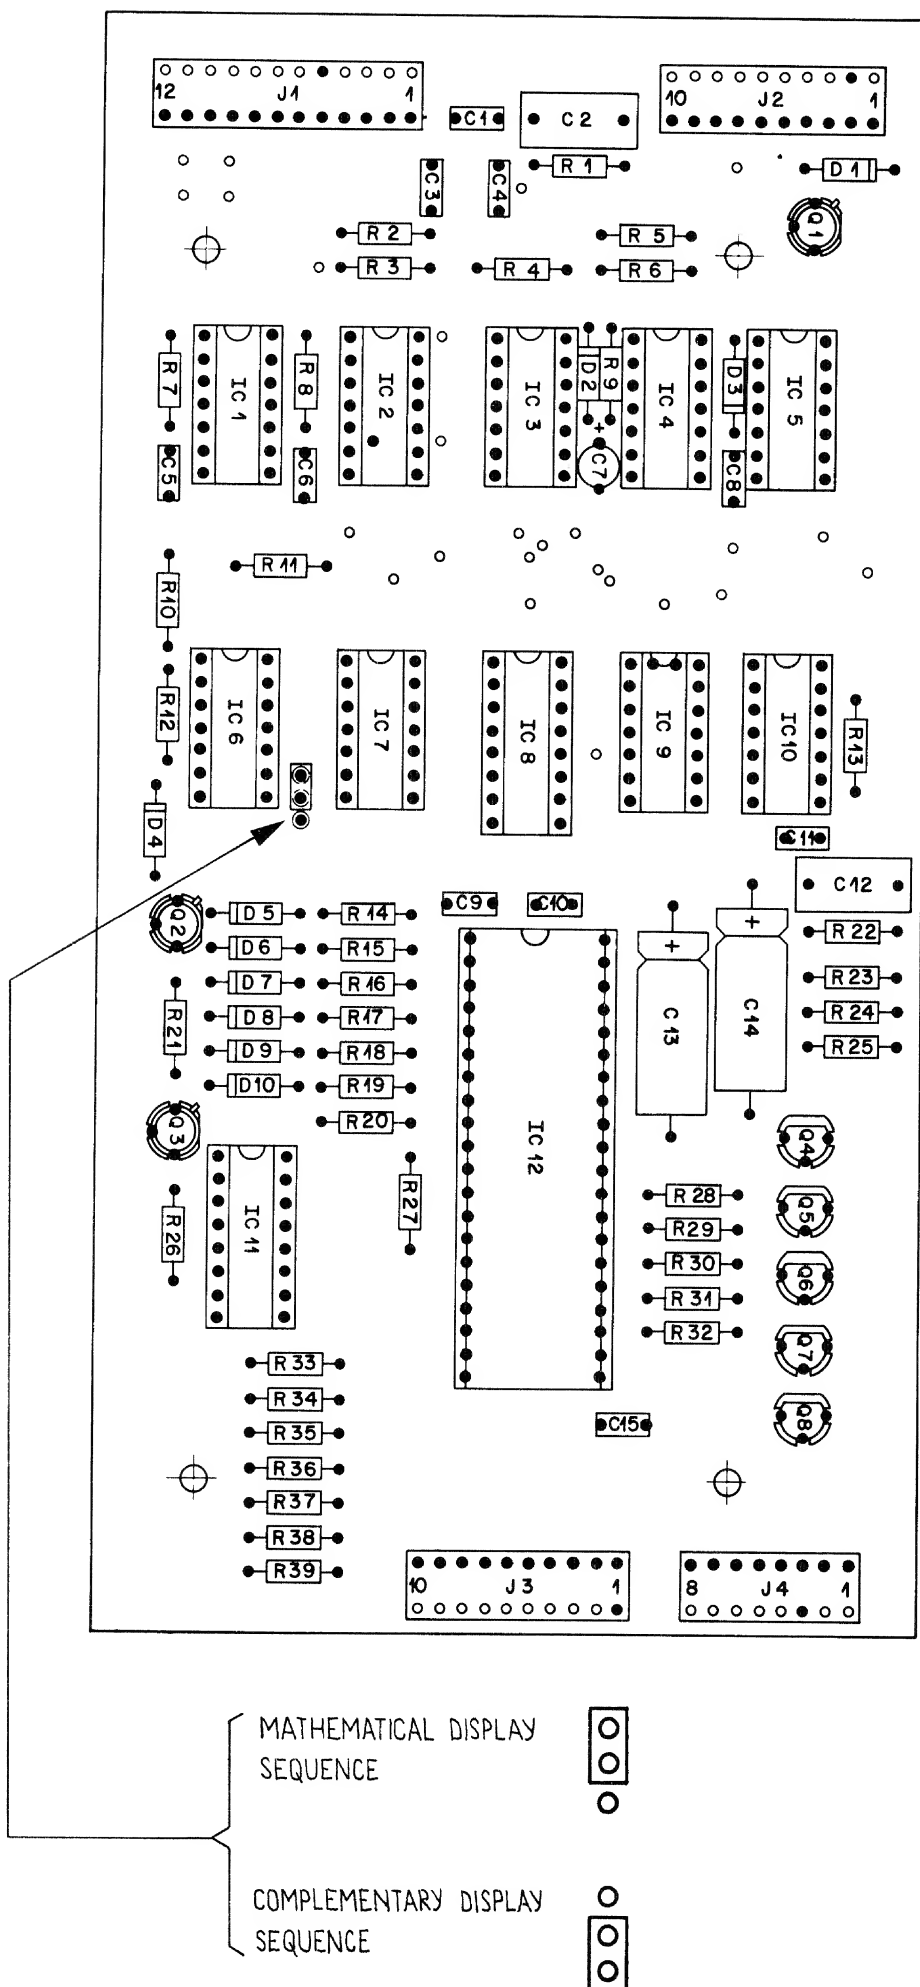 12 J1 1
10 J2 1
C1
C2
R1
D1
C3
C4
Q1
R2
R5
R3
R4
R6
R7
IC 1
R8
IC 2
IC 3
D2
R9
IC 4
D3
IC 5
C5
C6
+
C7
C8
R11
R10
R12
IC 6
IC 7
IC 8
IC 9
IC10
R13
D4
C11
C12
Q2
D5
R14
C9
C10
R22
D6
R15
+
+
D7
R16
R23
D8
R17
C13
C14
R24
R21
D9
R18
R25
D10
R19
Q3
R20
Q4
IC12
R27
R28
Q5
R26
IC 11
R29
R30
Q6
R31
R32
Q7
R33
R34
Q8
R35
C15
R36
R37
R38
R39
10 J3 1
8 J4 1
MATHEMATICAL DISPLAY
SEQUENCE
COMPLEMENTARY DISPLAY
SEQUENCE